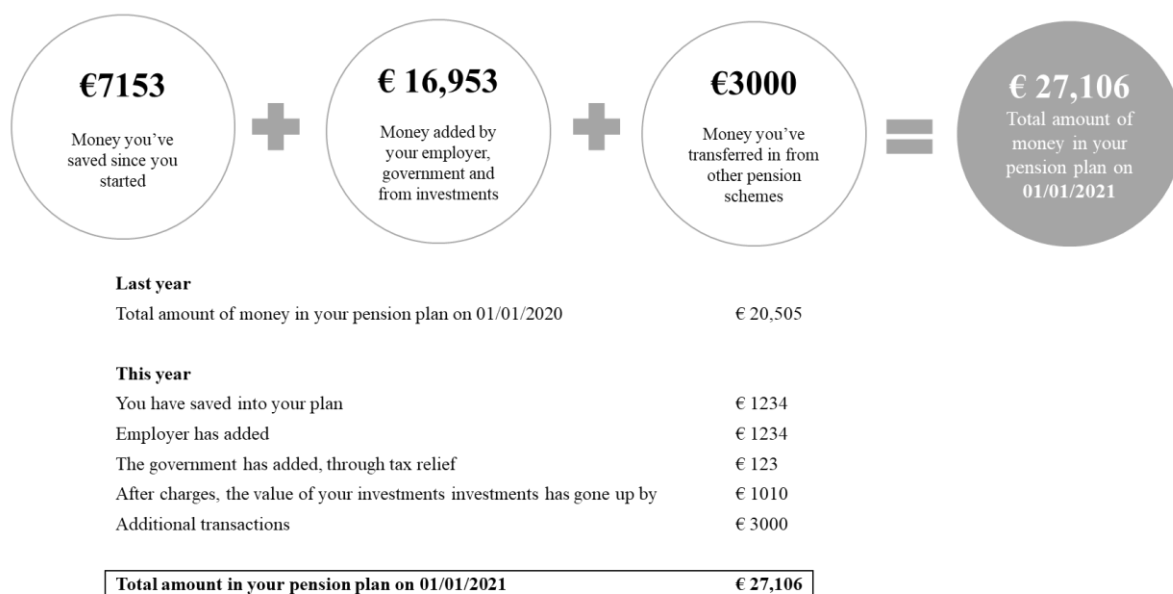 €7153
Money you've
saved since you
started
€ 16,953
Money added by
your employer,
government and
from investments
€3000
Money you've
transferred in from
other pension
schemes
€ 27,106
Total amount of
money in your
pension plan on
01/01/2021
Last year
Total amount of money in your pension plan on 01/01/2020 € 20,505
This year
You have saved into your plan € 1234
Employer has added € 1234
The government has added, through tax relief € 123
After charges, the value of your investments investments has gone up by € 1010
Additional transactions € 3000
Total amount in your pension plan on 01/01/2021 € 27,106